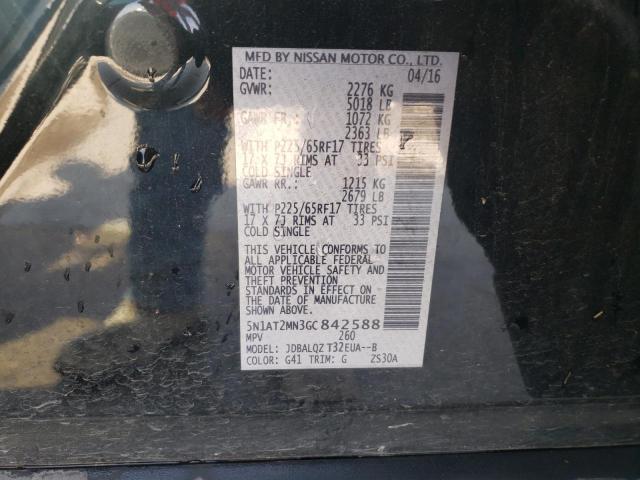 MFD BY NISSAN MOTOR CO., LTD.
DATE: 04/16
GVWR: 2276 KG
5018 LB
GAWR FR.: 1072 KG
2363 LB
WITH P225/65RF17 TIRES
17 X 7J RIMS AT 33 PSI
COLD SINGLE
GAWR RR.: 1215 KG
2679 LB
WITH P225/65RF17 TIRES
17 X 7J RIMS AT 33 PSI
COLD SINGLE
THIS VEHICLE CONFORMS TO
ALL APPLICABLE FEDERAL
MOTOR VEHICLE SAFETY AND
THEFT PREVENTION
STANDARDS IN EFFECT ON
THE DATE OF MANUFACTURE
SHOWN ABOVE.
5N1AT2MN3GC842588
MPV 260
MODEL: JDBALQZ T32EUA--B
COLOR: G41 TRIM: G ZS30A